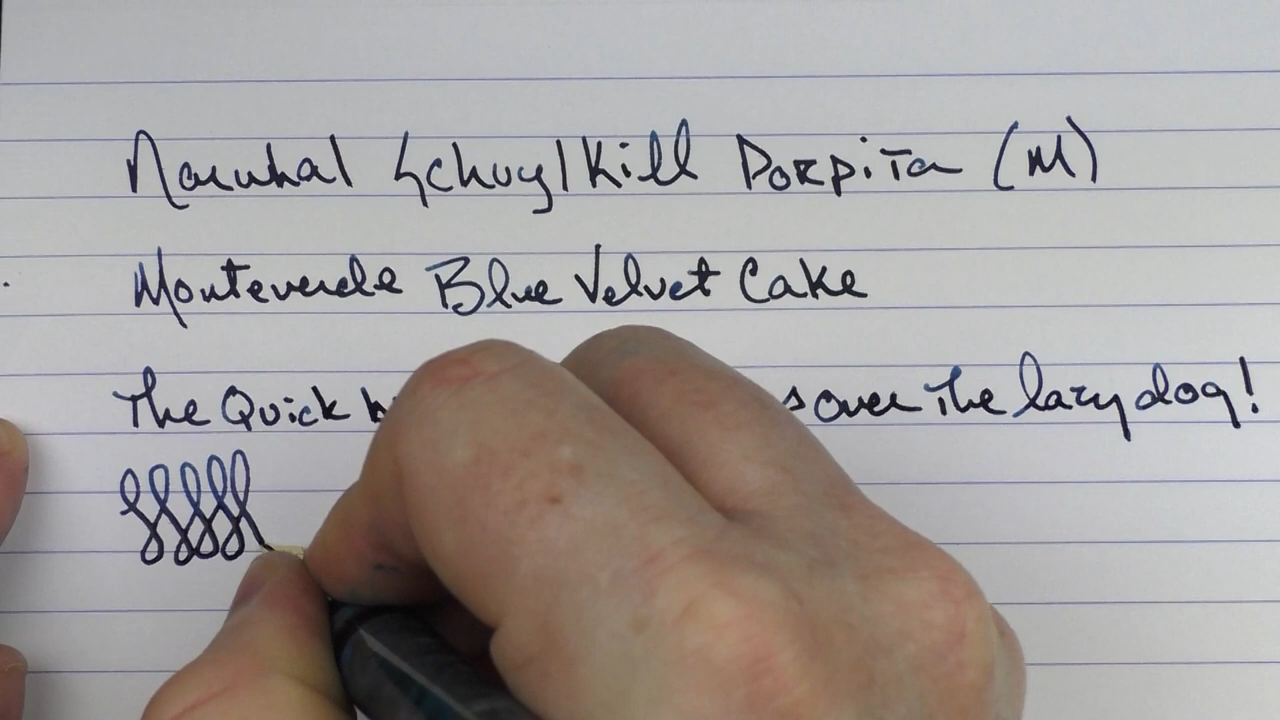 Narwhal Schuylkill Porpita (M)
Monteverde Blue Velvet Cake
The Quick over The lazy dog!